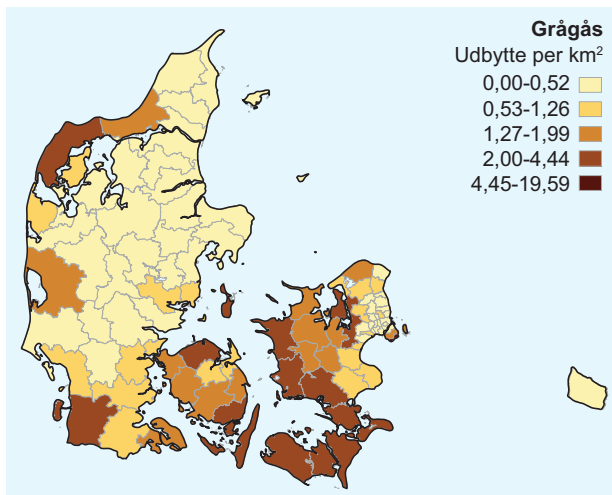 Grågås
Udbytte per km²
0,00-0,52
0,53-1,26
1,27-1,99
2,00-4,44
4,45-19,59